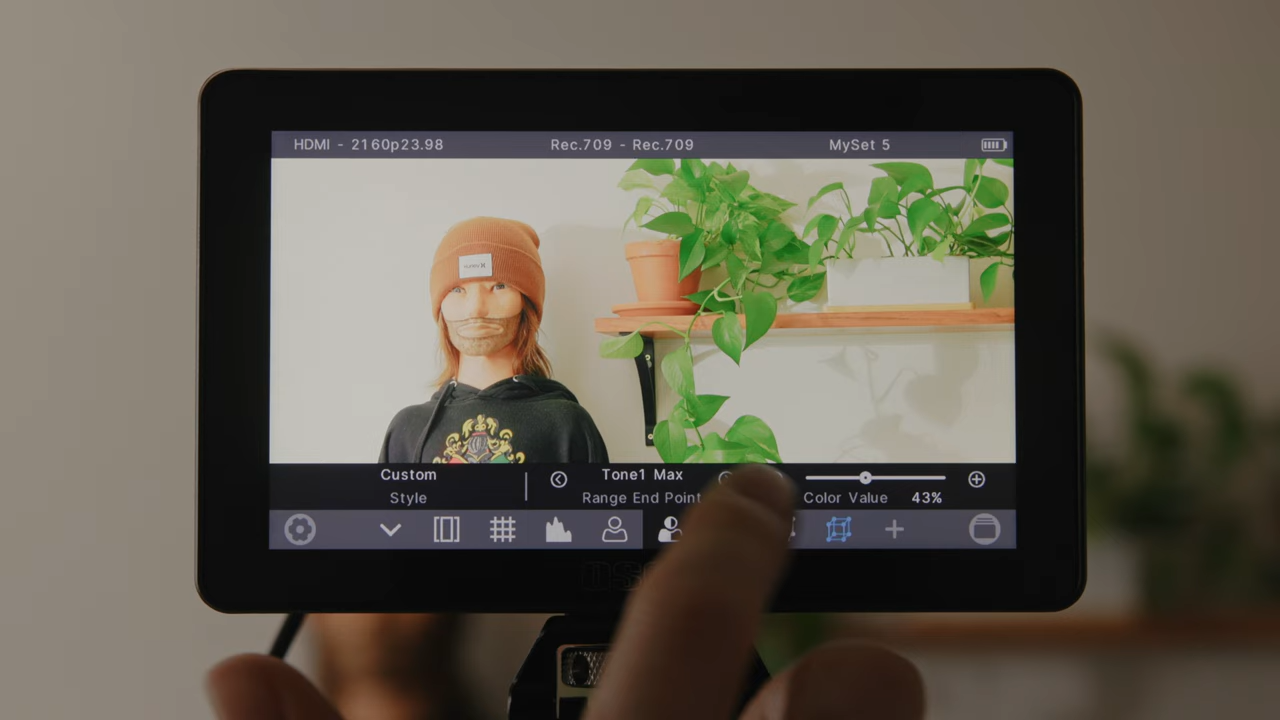 HDMI - 2160p23.98
Rec.709 - Rec.709
MySet 5
Custom
Style
Tone1 Max
Range End Point
Color Value
43%